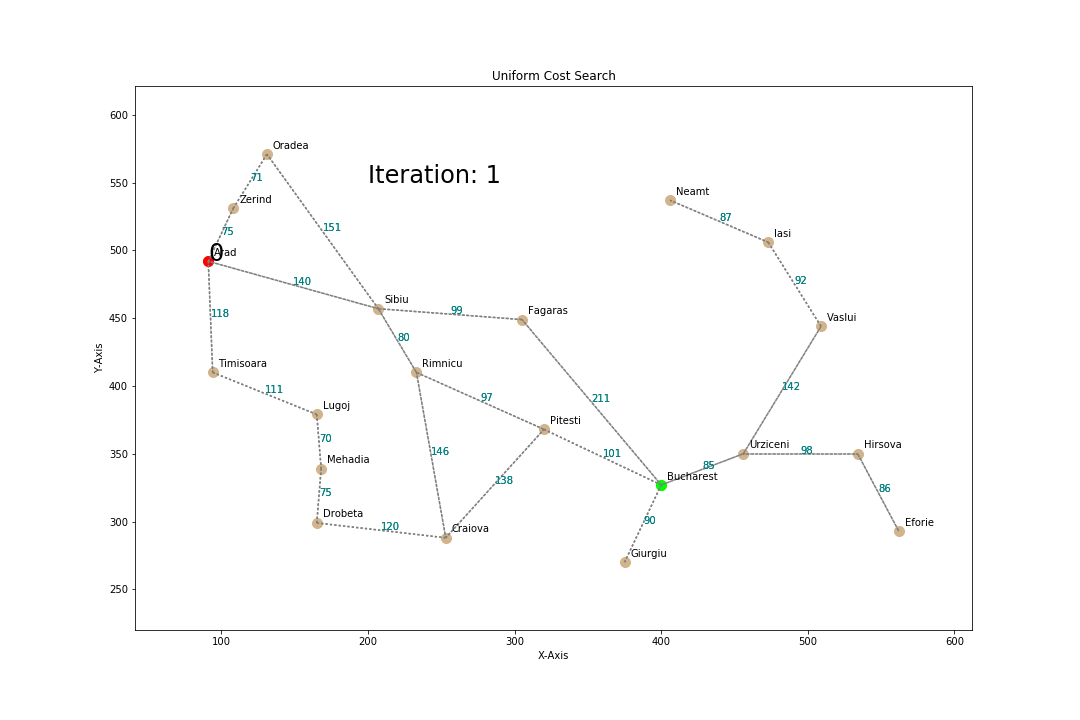 Uniform Cost Search
600
550
500
450
400
350
300
250
Y-Axis
100
200
300
400
500
600
X-Axis
Iteration: 1
Oradea
71
Zerind
75
0
Arad
151
140
118
Sibiu
99
Fagaras
80
Timisoara
Rimnicu
111
97
211
Lugoj
70
Pitesti
146
101
Mehadia
138
75
Drobeta
120
Craiova
Bucharest
85
90
Giurgiu
Neamt
87
Iasi
92
Vaslui
142
Urziceni
98
Hirsova
86
Eforie